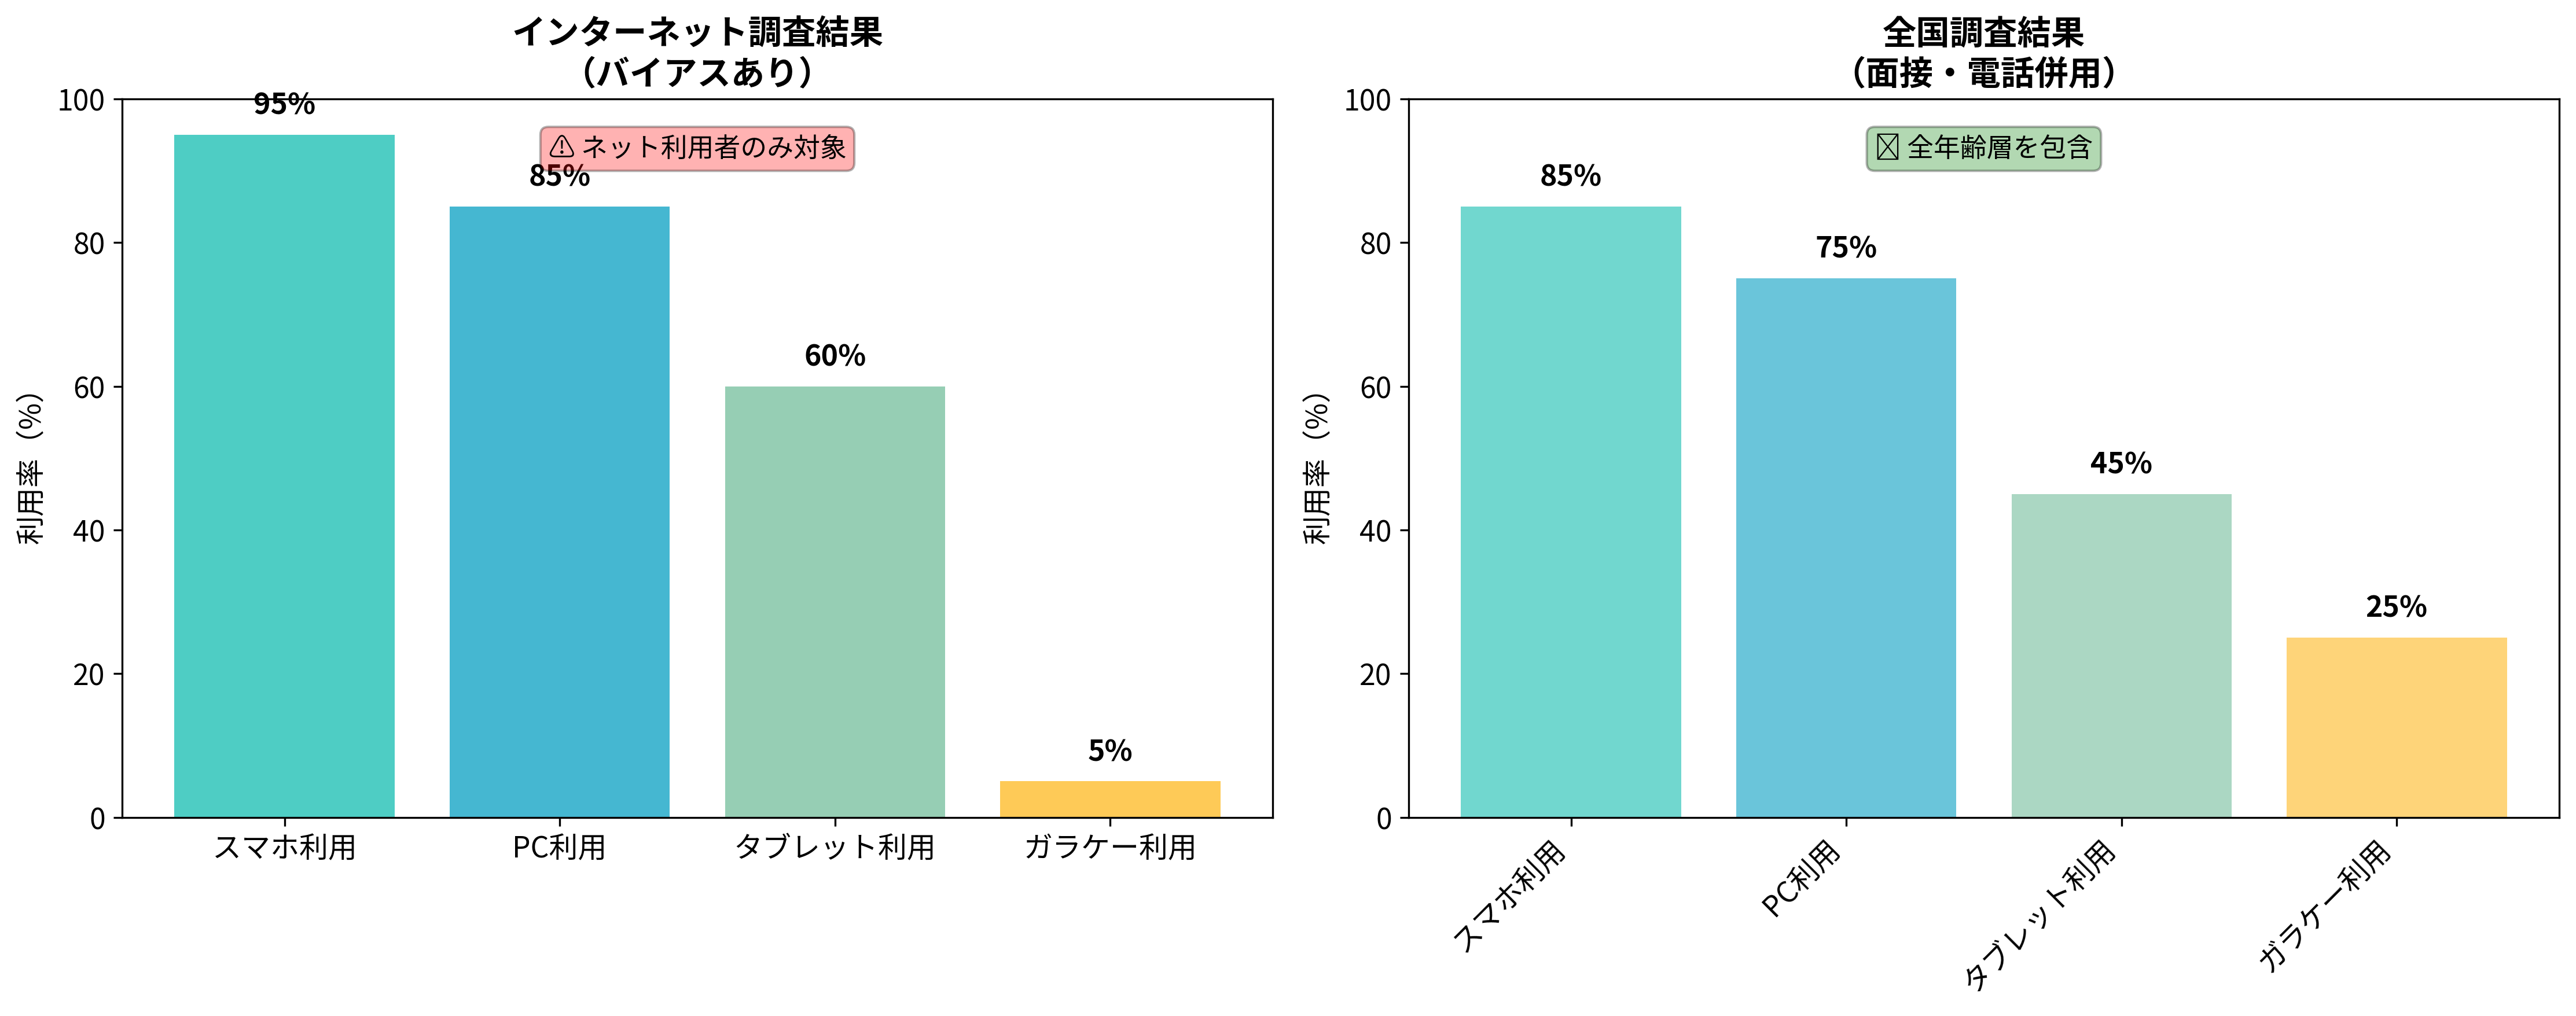 インターネット調査結果
（バイアスあり）
⚠ ネット利用者のみ対象
利用率（%）
100
80
60
40
20
0
95%
85%
60%
5%
スマホ利用
PC利用
タブレット利用
ガラケー利用
全国調査結果
（面接・電話併用）
全年齢層を包含
利用率（%）
100
80
60
40
20
0
85%
75%
45%
25%
スマホ利用
PC利用
タブレット利用
ガラケー利用